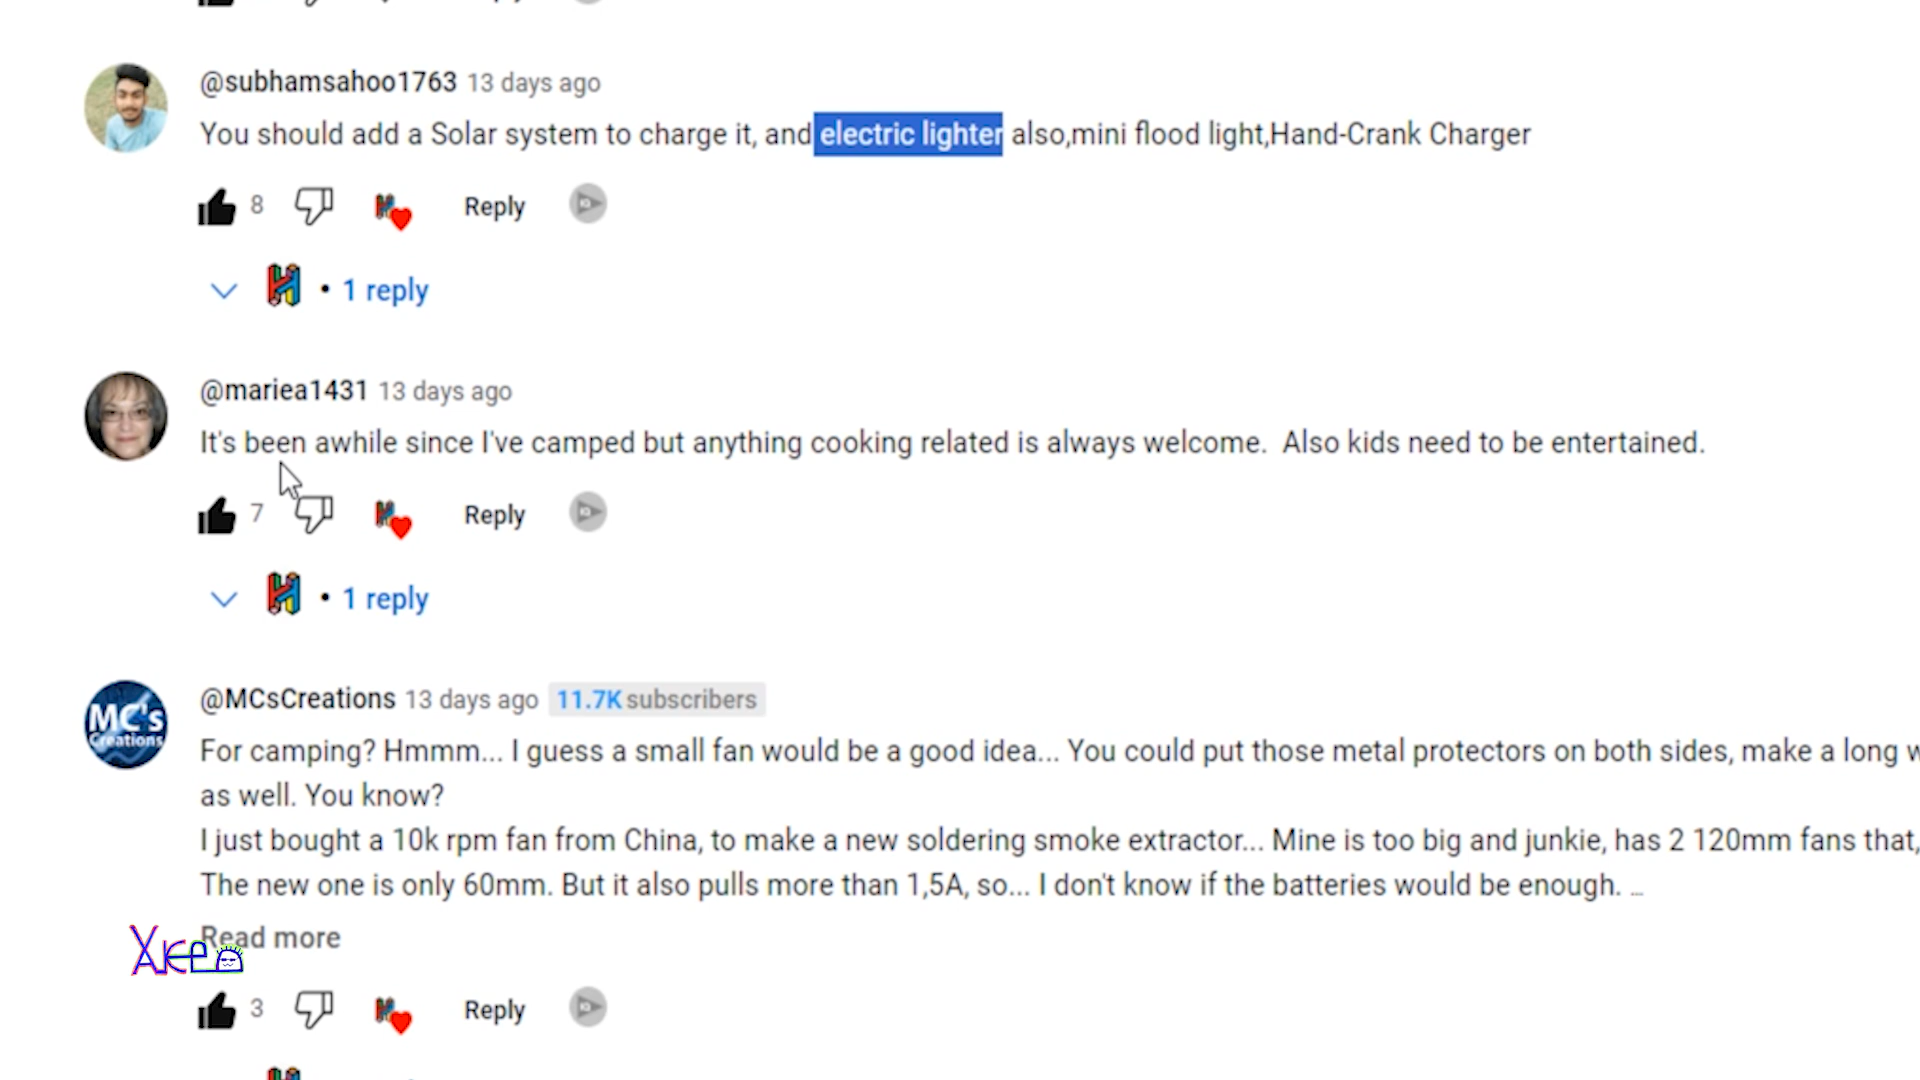 @subhamsahoo1763 13 days ago
You should add a Solar system to charge it, and electric lighter also,mini flood light,Hand-Crank Charger
8 Reply
• 1 reply
@mariea1431 13 days ago
It's been awhile since I've camped but anything cooking related is always welcome. Also kids need to be entertained.
7 Reply
• 1 reply
MC's Creations
@MCsCreations 13 days ago 11.7K subscribers
For camping? Hmmm... I guess a small fan would be a good idea... You could put those metal protectors on both sides, make a long
as well. You know?
I just bought a 10k rpm fan from China, to make a new soldering smoke extractor... Mine is too big and junkie, has 2 120mm fans that,
The new one is only 60mm. But it also pulls more than 1,5A, so... I don't know if the batteries would be enough. ...
Read more
3 Reply